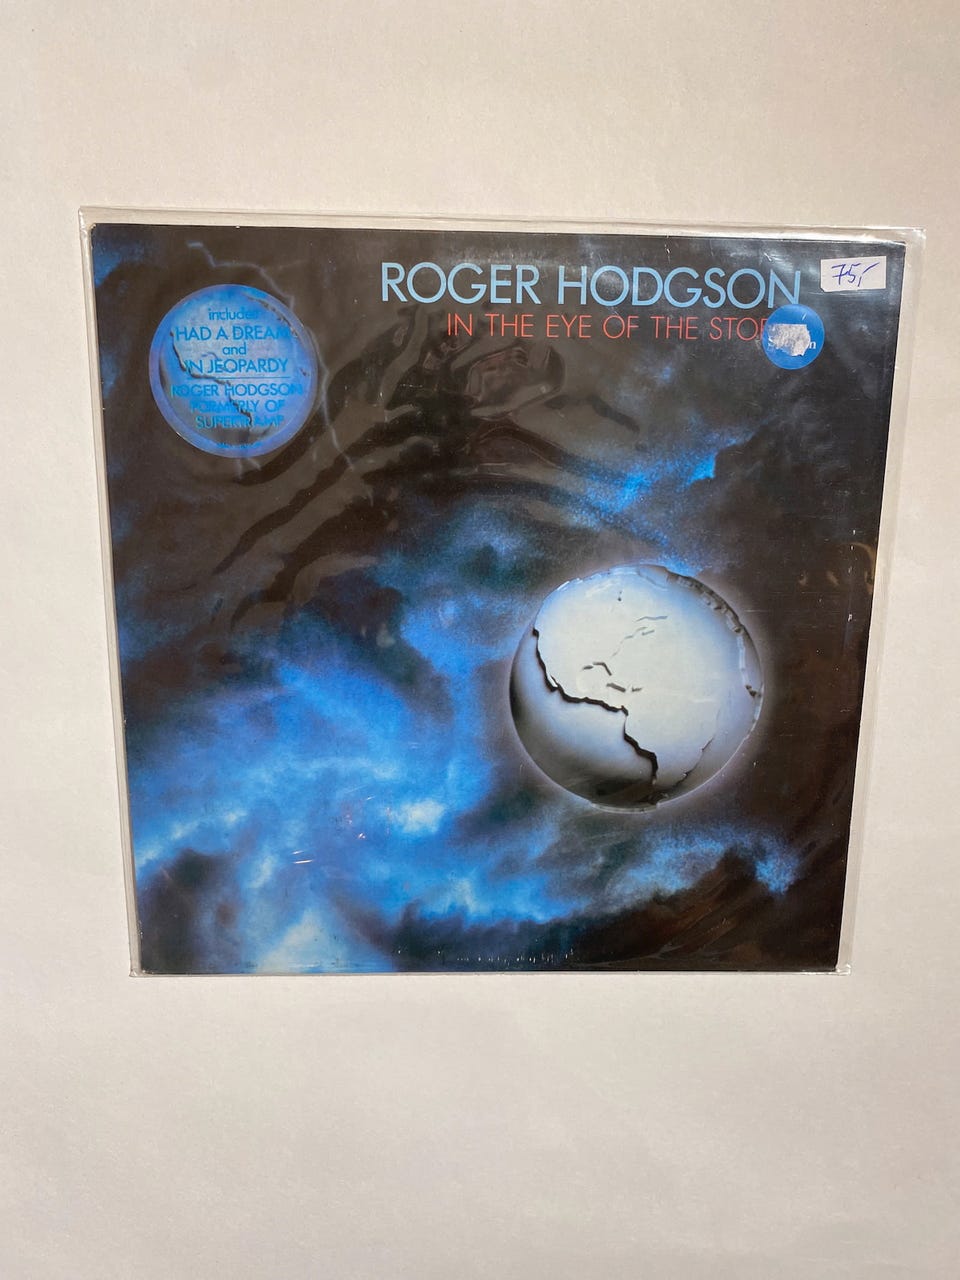 ROGER HODGSON
75,-
IN THE EYE OF THE
includes
HAD A DREAM
and
IN JEOPARDY
ROGER HODGSON
FORMERLY OF
SUPERTRAMP